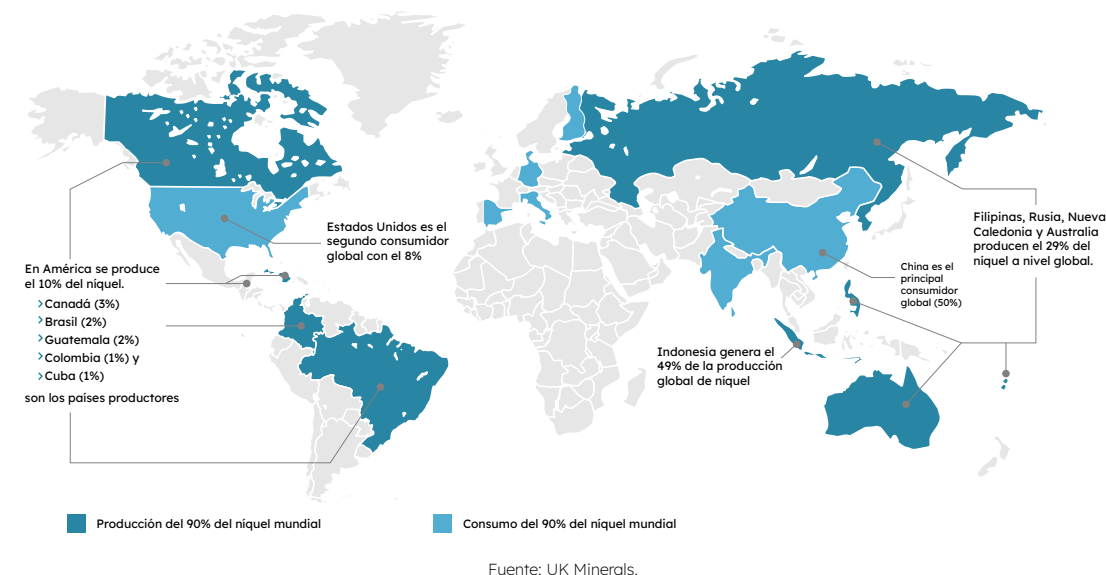 Estados Unidos es el
segundo consumidor
global con el 8%
En América se produce
el 10% del níquel.
Canadá (3%)
Brasil (2%)
Guatemala (2%)
Colombia (1%) y
Cuba (1%)
son los países productores
Filipinas, Rusia, Nueva
Caledonia y Australia
producen el 29% del
níquel a nivel global.
China es el
principal
consumidor
global (50%)
Indonesia genera el
49% de la producción
global de níquel
Producción del 90% del níquel mundial
Consumo del 90% del níquel mundial
Fuente: UK Minerals.